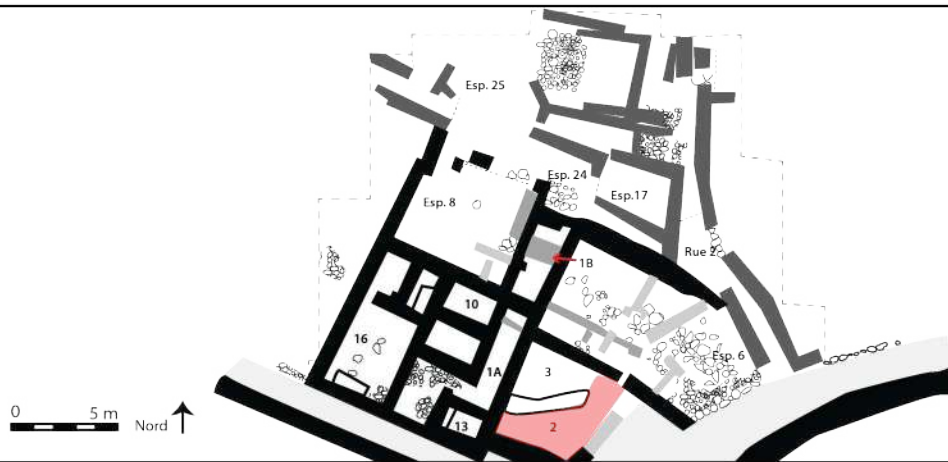 Esp. 25
Esp. 24
Esp. 8
Esp.17
Rue 2
1B
10
16
Esp. 6
1A
3
0 5 m
Nord
13
2